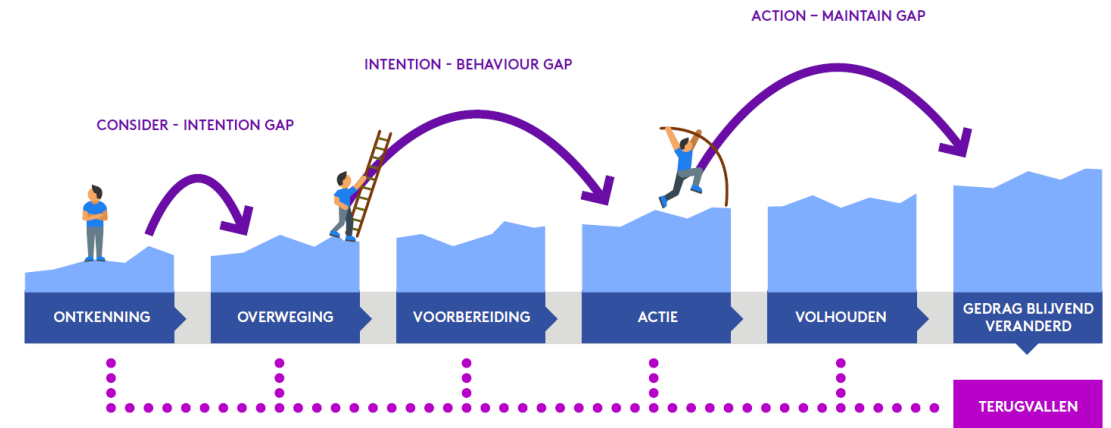 ACTION – MAINTAIN GAP
INTENTION - BEHAVIOUR GAP
CONSIDER - INTENTION GAP
ONTKENNING
OVERWEGING
VOORBEREIDING
ACTIE
VOLHOUDEN
GEDRAG BLIJVEND
VERANDERD
TERUGVALLEN